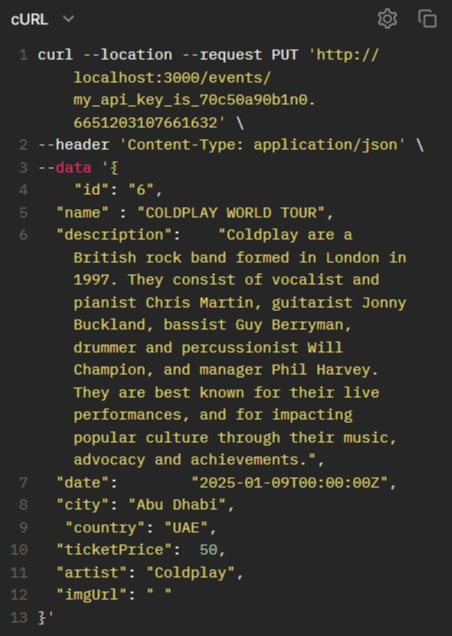 cURL
1 curl --location --request PUT 'http://
localhost:3000/events/
my_api_key_is_70c50a90b1n0.
6651203107661632' \
2 --header 'Content-Type: application/json' \
3 --data '{
4 "id": "6",
5 "name" : "COLDPLAY WORLD TOUR",
6 "description": "Coldplay are a
British rock band formed in London in
1997. They consist of vocalist and
pianist Chris Martin, guitarist Jonny
Buckland, bassist Guy Berryman,
drummer and percussionist Will
Champion, and manager Phil Harvey.
They are best known for their live
performances, and for impacting
popular culture through their music,
advocacy and achievements.",
7 "date": "2025-01-09T00:00:00Z",
8 "city": "Abu Dhabi",
9 "country": "UAE",
10 "ticketPrice": 50,
11 "artist": "Coldplay",
12 "imgUrl": " "
13 }'